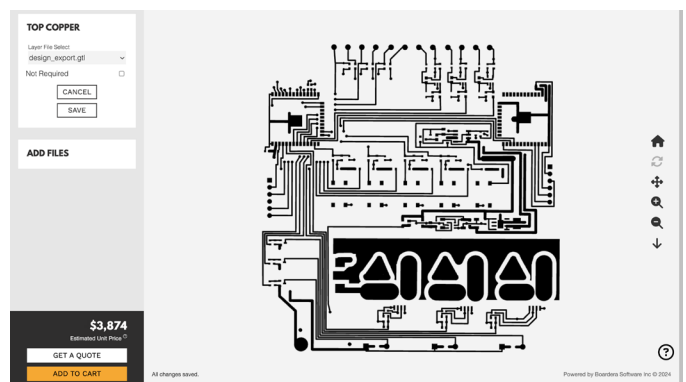 TOP COPPER
Layer File Select
design_export.gtl
Not Required
CANCEL
SAVE
ADD FILES
$3,874
Estimated Unit Price
GET A QUOTE
ADD TO CART
All changes saved.
Powered by Boardera Software Inc © 2024
?